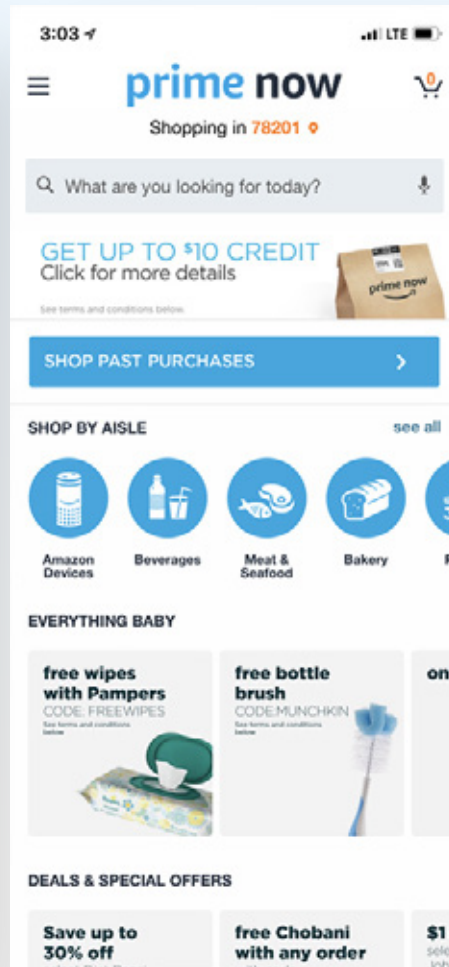 3:03
LTE
prime now
0
Shopping in 78201
What are you looking for today?
GET UP TO $10 CREDIT
Click for more details
See terms and conditions below.
prime now
SHOP PAST PURCHASES
SHOP BY AISLE
see all
Amazon
Devices
Beverages
Meat &
Seafood
Bakery
EVERYTHING BABY
free wipes
with Pampers
CODE: FREEWIPES
See terms and conditions
below
free bottle
brush
CODE:MUNCHKIN
See terms and conditions
below
on
DEALS & SPECIAL OFFERS
Save up to
30% off
free Chobani
with any order
$1